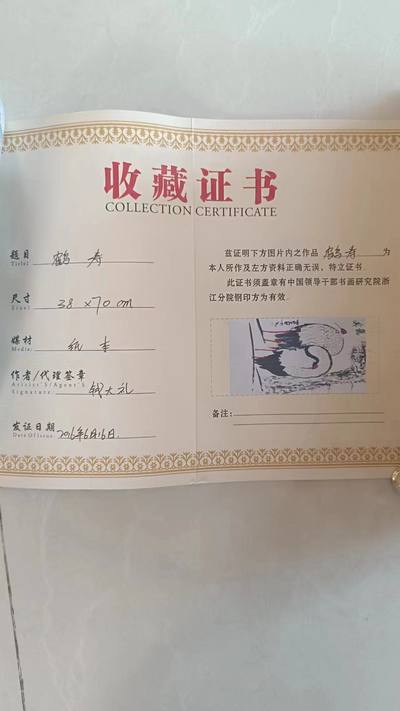 收藏证书
COLLECTION CERTIFICATE
题目 鹤寿
Titlel
尺寸 38×70cm
Sizel
媒材 纸本
Media:
作者/代理签章 钱大礼
Artist'S/Agent'S
Signature:
发证日期 2016年6月16日.
Date Of Issue:
兹证明下方图片内之作品 鹤寿 为
本人所作及左方资料正确无误，特立证书。
此证书须盖章有中国领导干部书画研究院浙
江分院钢印方为有效。
备注: